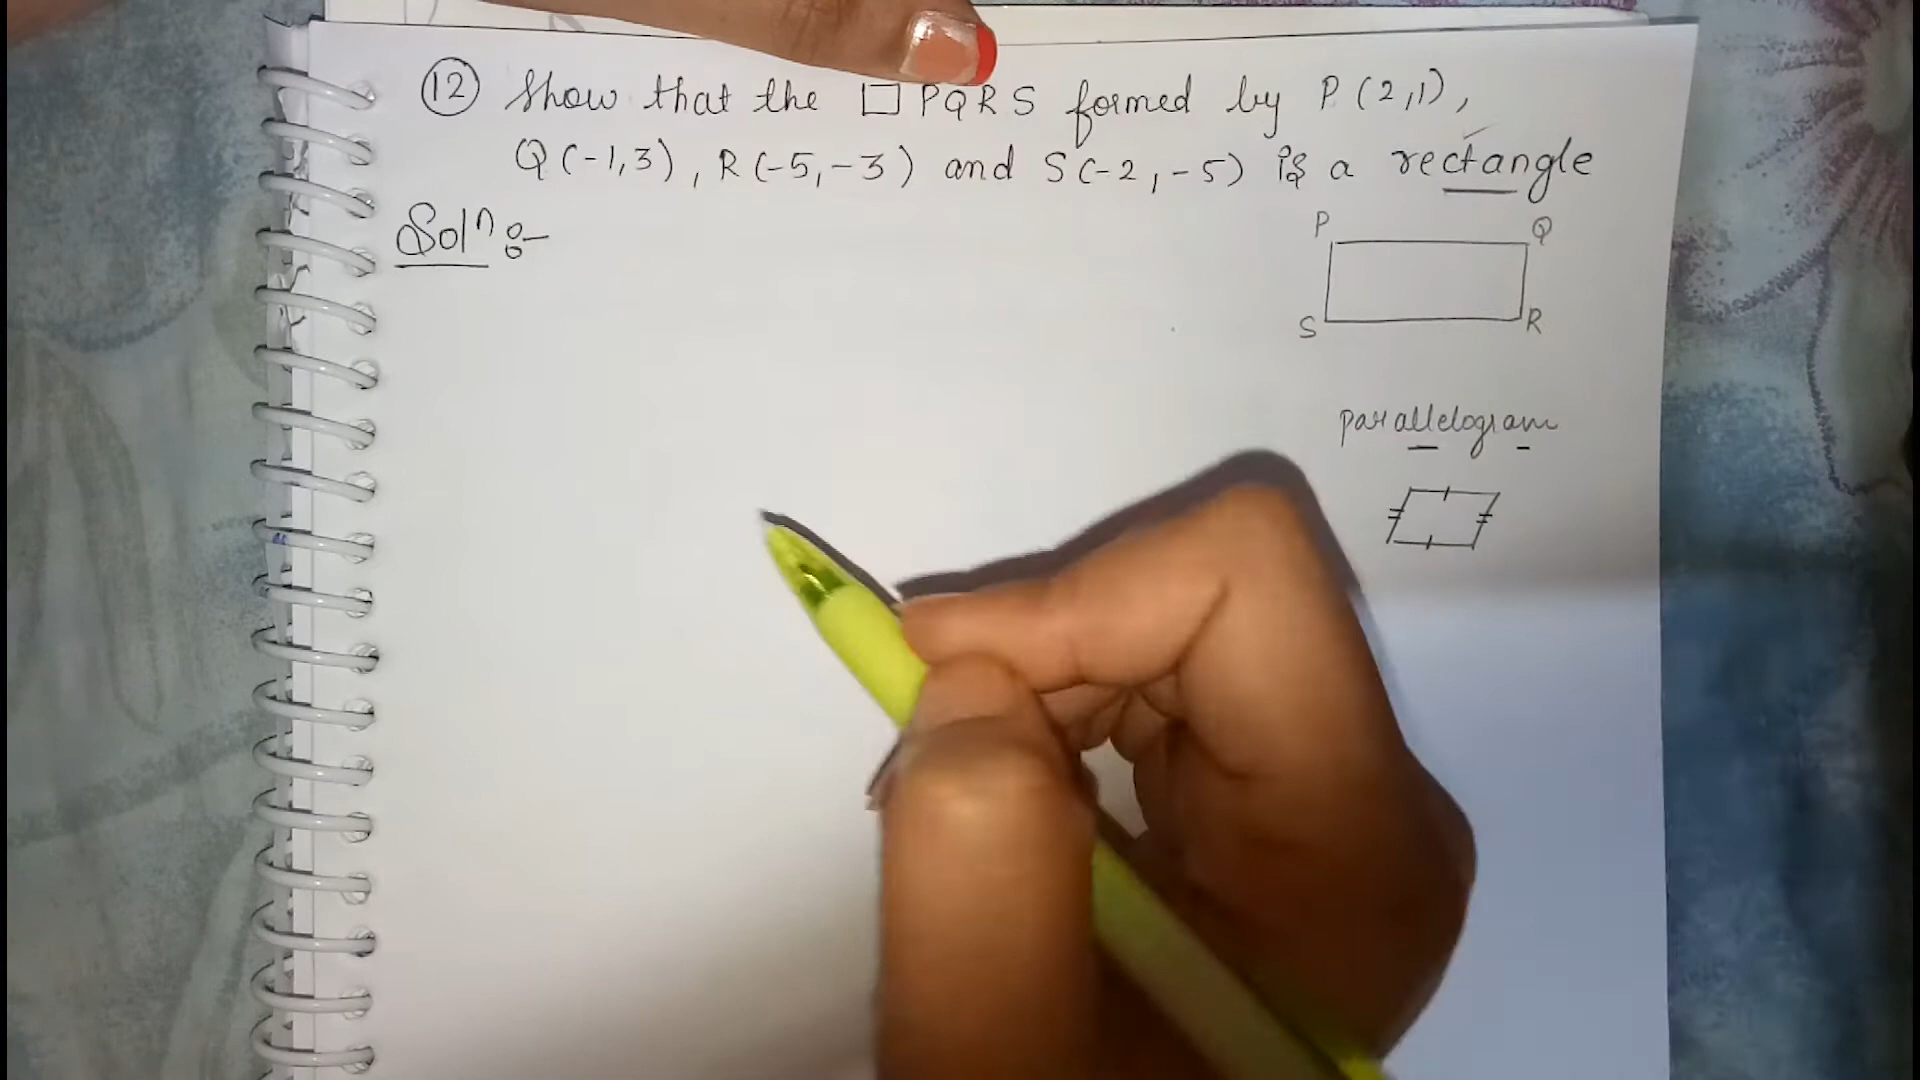 12 Show that the □ PQRS formed by P(2,1),
Q(-1,3), R(-5,-3) and S(-2,-5) is a rectangle
Solⁿ:-
P Q
S R
parallelogram